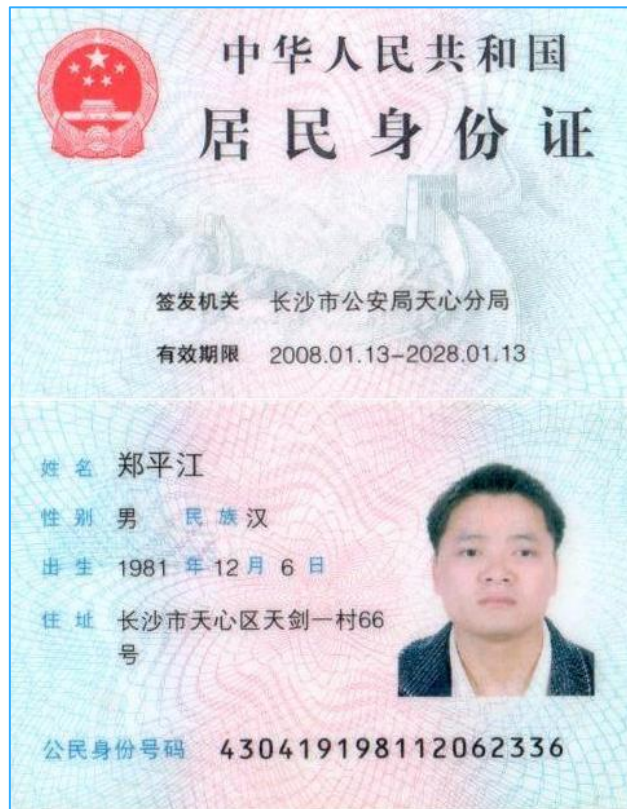 中华人民共和国
居民身份证
签发机关 长沙市公安局天心分局
有效期限 2008.01.13-2028.01.13
姓名 郑平江
性别 男 民族 汉
出生 1981 年 12 月 6 日
住址 长沙市天心区天剑一村66
号
公民身份号码 430419198112062336